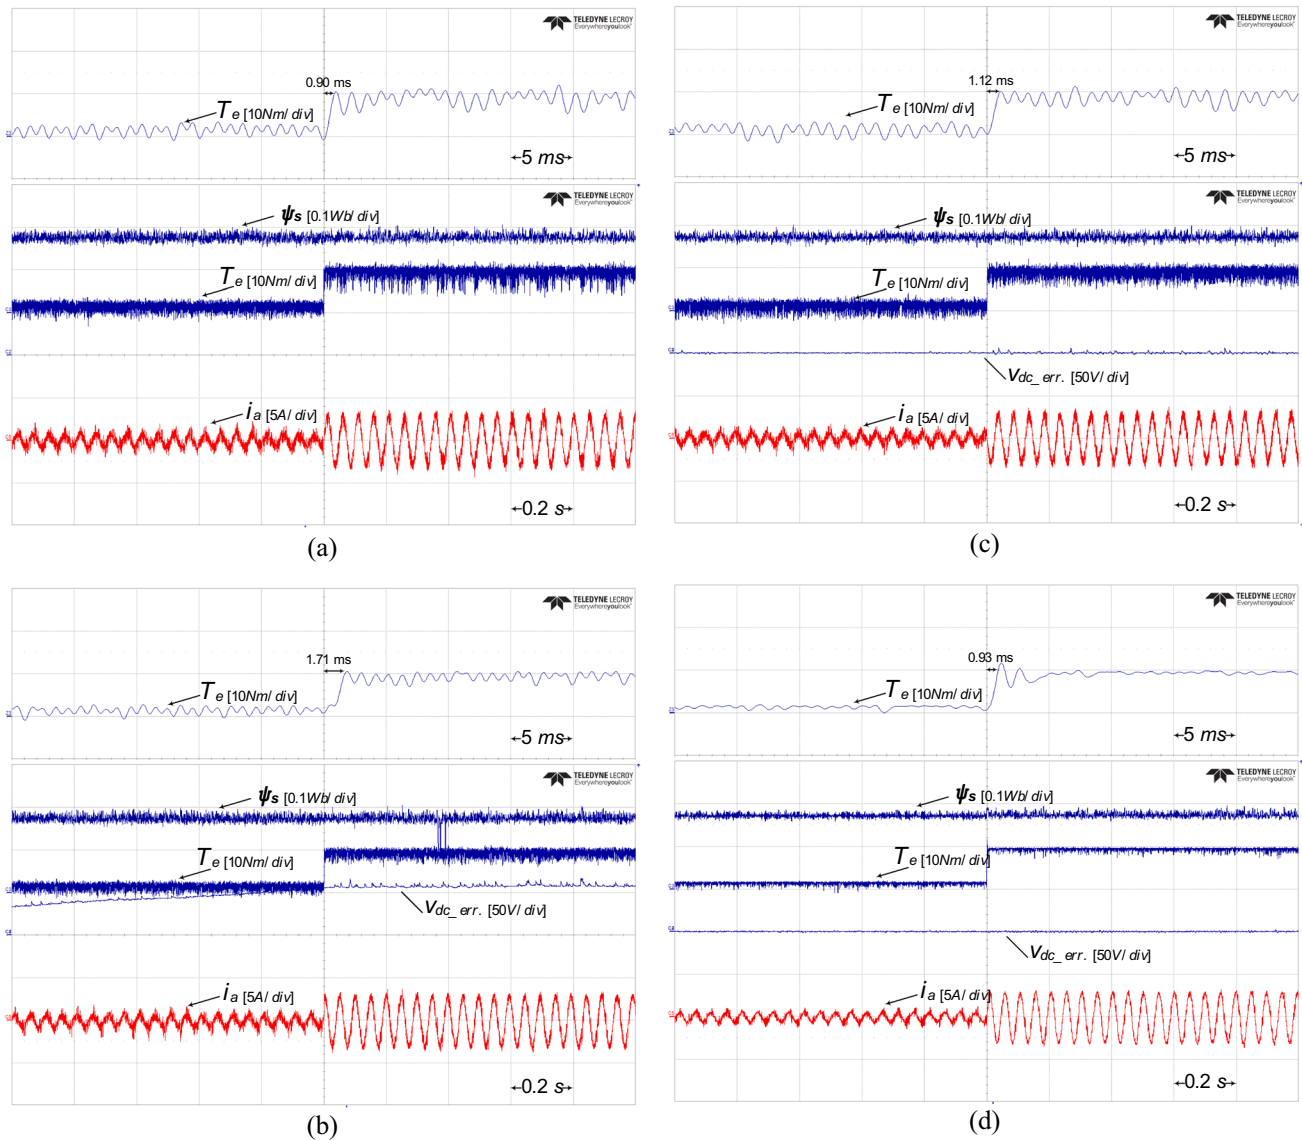 TELEDYNE LECROY
Everywhereyoulook
0.90 ms
Te [10Nm/div]
5 ms
TELEDYNE LECROY
Everywhereyoulook
ψs [0.1Wb/div]
Te [10Nm/div]
ia [5A/div]
0.2 s
(a)
TELEDYNE LECROY
Everywhereyoulook
1.12 ms
Te [10Nm/div]
5 ms
TELEDYNE LECROY
Everywhereyoulook
ψs [0.1Wb/div]
Te [10Nm/div]
Vdc_err. [50V/div]
ia [5A/div]
0.2 s
(c)
TELEDYNE LECROY
Everywhereyoulook
1.71 ms
Te [10Nm/div]
5 ms
TELEDYNE LECROY
Everywhereyoulook
ψs [0.1Wb/div]
Te [10Nm/div]
Vdc_err. [50V/div]
ia [5A/div]
0.2 s
(b)
TELEDYNE LECROY
Everywhereyoulook
0.93 ms
Te [10Nm/div]
5 ms
TELEDYNE LECROY
Everywhereyoulook
ψs [0.1Wb/div]
Te [10Nm/div]
Vdc_err. [50V/div]
ia [5A/div]
0.2 s
(d)